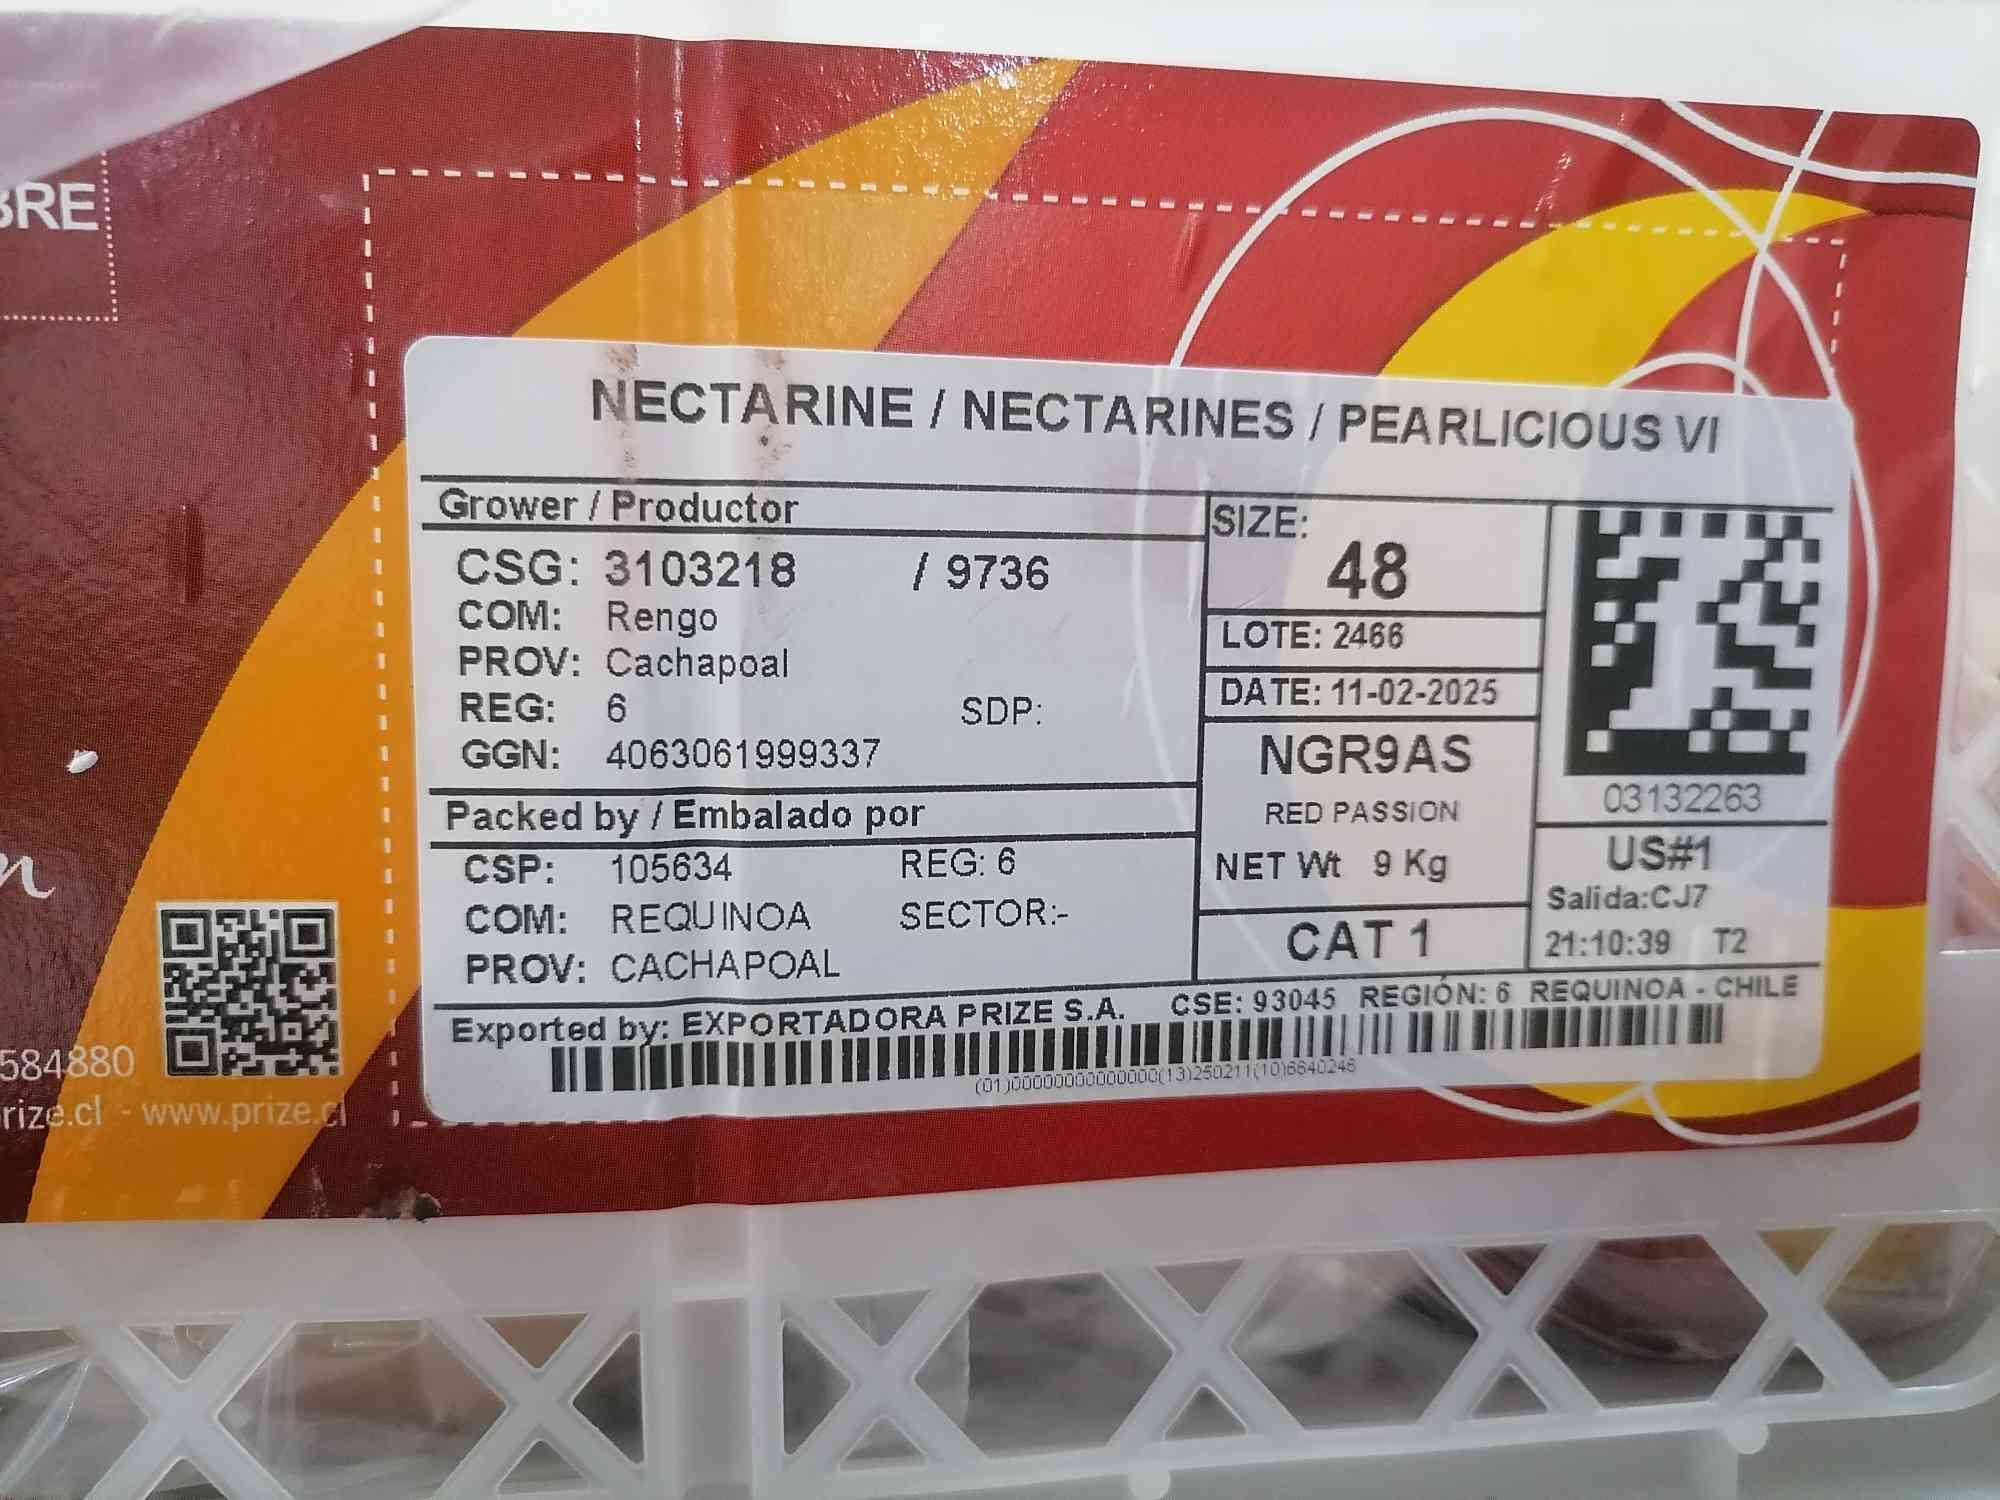 BRE
NECTARINE / NECTARINES / PEARLICIOUS VI
Grower / Productor
CSG: 3103218 / 9736
COM: Rengo
PROV: Cachapoal
REG: 6 SDP:
GGN: 4063061999337
Packed by / Embalado por
CSP: 105634 REG: 6
COM: REQUINOA SECTOR:-
PROV: CACHAPOAL
SIZE:
48
LOTE: 2466
DATE: 11-02-2025
NGR9AS
RED PASSION
NET Wt 9 Kg
CAT 1
03132263
US#1
Salida:CJ7
21:10:39 T2
Exported by: EXPORTADORA PRIZE S.A. CSE: 93045 REGIÓN: 6 REQUINOA - CHILE
(01)00000000000000(13)250211(10)6640246
584880
rize.cl - www.prize.cl